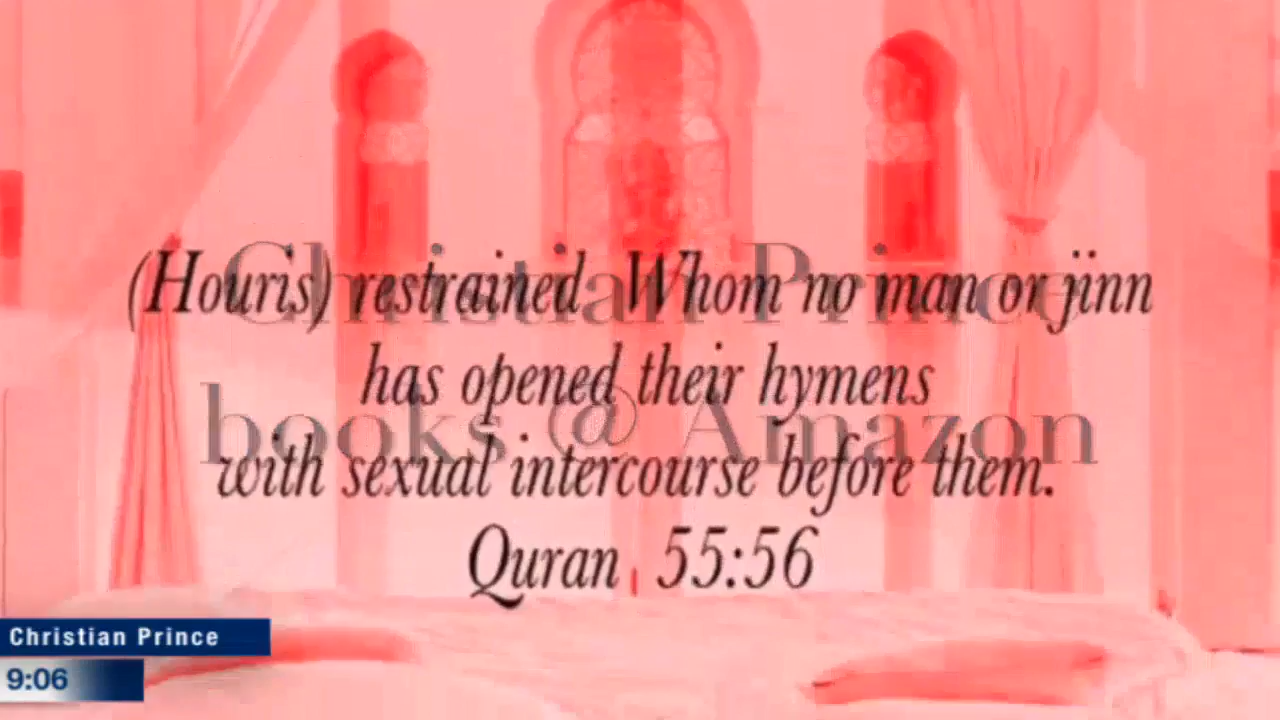 (Houris) restrained Whom no man or jinn
has opened their hymens
with sexual intercourse before them.
Quran 55:56
Christian Prince
books @ Amazon
Christian Prince
9:06